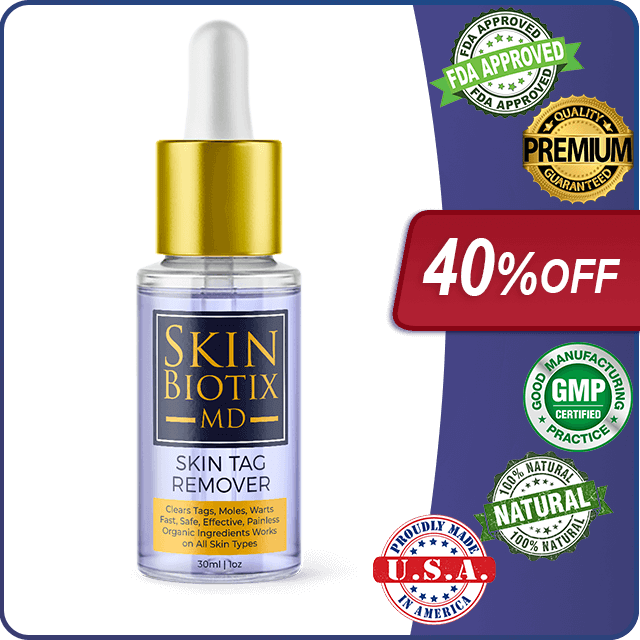 SKIN
BIOTIX
MD
SKIN TAG
REMOVER
Clears Tags, Moles, Warts
Fast, Safe, Effective, Painless
Organic Ingredients Works
on All Skin Types
30ml | 1oz
FDA APPROVED
FDA APPROVED
FDA APPROVED
QUALITY
PREMIUM
GUARANTEED
40%OFF
GOOD MANUFACTURING
GMP
CERTIFIED
PRACTICE
100% NATURAL
NATURAL
100% NATURAL
PROUDLY MADE
U.S.A.
IN AMERICA